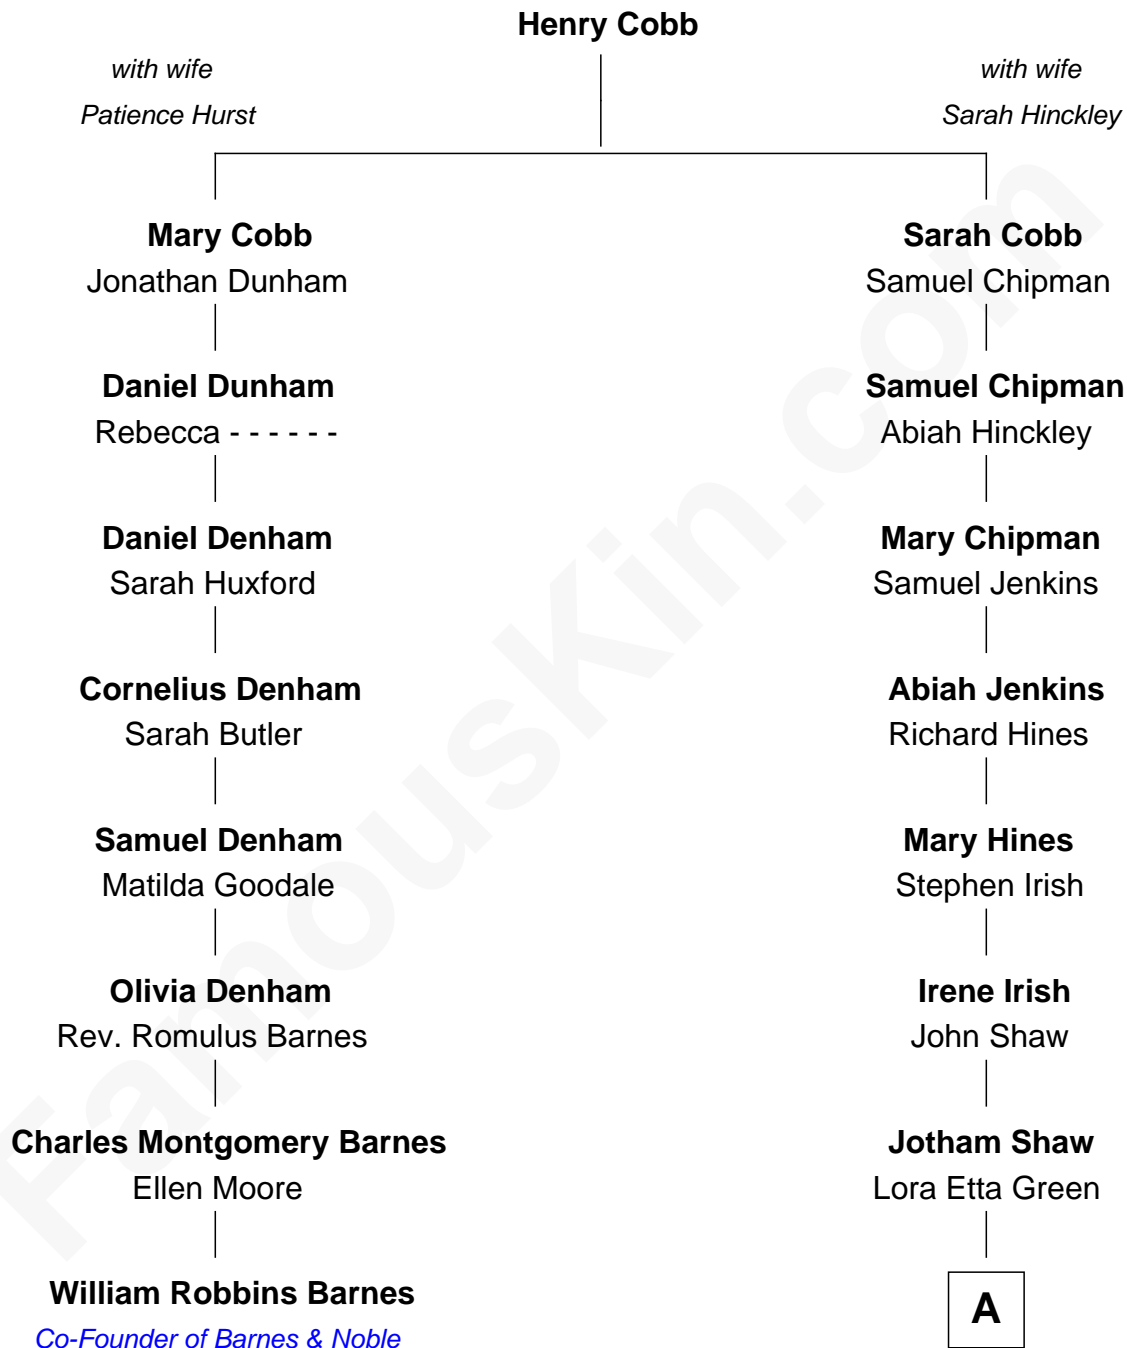 Henry Cobb
with wife
Patience Hurst
with wife
Sarah Hinckley
Mary Cobb
Jonathan Dunham
Sarah Cobb
Samuel Chipman
Daniel Dunham
Rebecca - - - - - -
Samuel Chipman
Abiah Hinckley
Daniel Denham
Sarah Huxford
Mary Chipman
Samuel Jenkins
Cornelius Denham
Sarah Butler
Abiah Jenkins
Richard Hines
Samuel Denham
Matilda Goodale
Mary Hines
Stephen Irish
Olivia Denham
Rev. Romulus Barnes
Irene Irish
John Shaw
Charles Montgomery Barnes
Ellen Moore
Jotham Shaw
Lora Etta Green
William Robbins Barnes
Co-Founder of Barnes & Noble
A
FamousKin.com